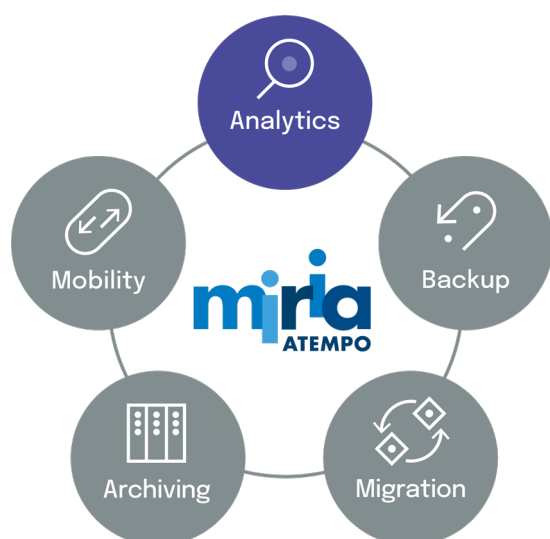 Analytics
Mobility
Backup
miria
ATEMPO
Archiving
Migration